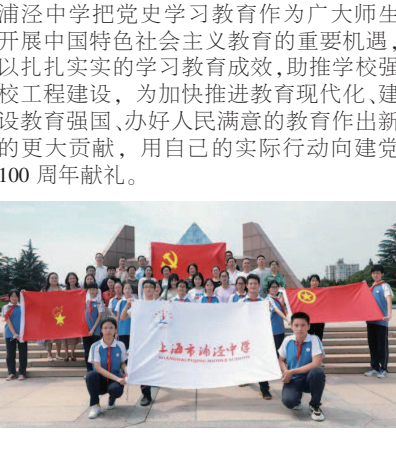 浦泾中学把党史学习教育作为广大师生
开展中国特色社会主义教育的重要机遇，
以扎扎实实的学习教育成效，助推学校强
校工程建设，为加快推进教育现代化、建
设教育强国、办好人民满意的教育作出新
的更大贡献，用自己的实际行动向建党
100 周年献礼。
上海市浦泾中学